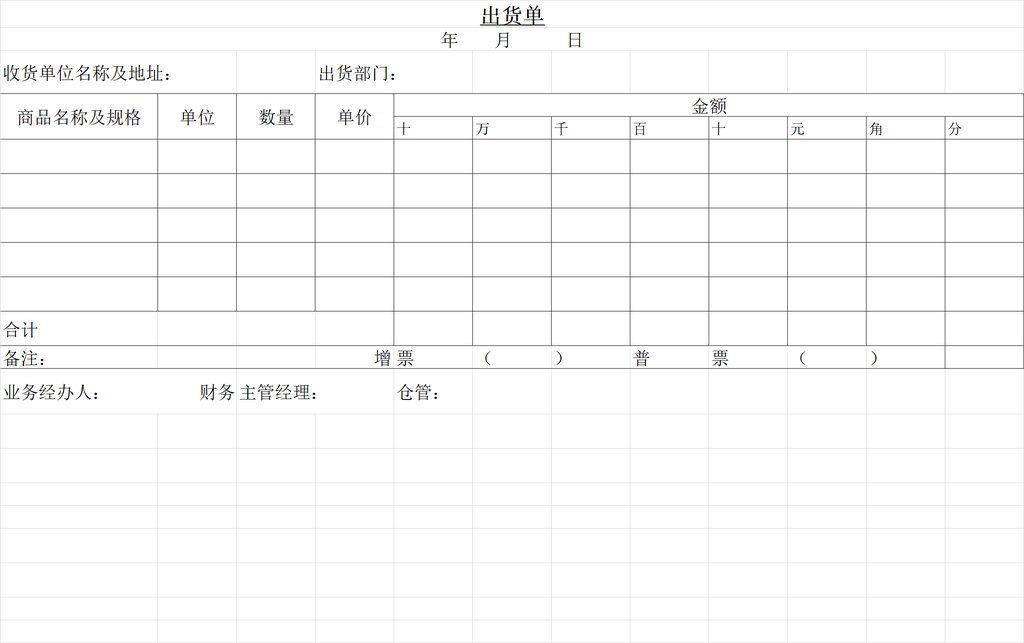 出货单
年 月 日
收货单位名称及地址: 出货部门:
商品名称及规格 单位 数量 单价 金额
十 万 千 百 十 元 角 分
合计
备注: 增 票 ( ) 普 票 ( )
业务经办人: 财务 主管经理: 仓管: